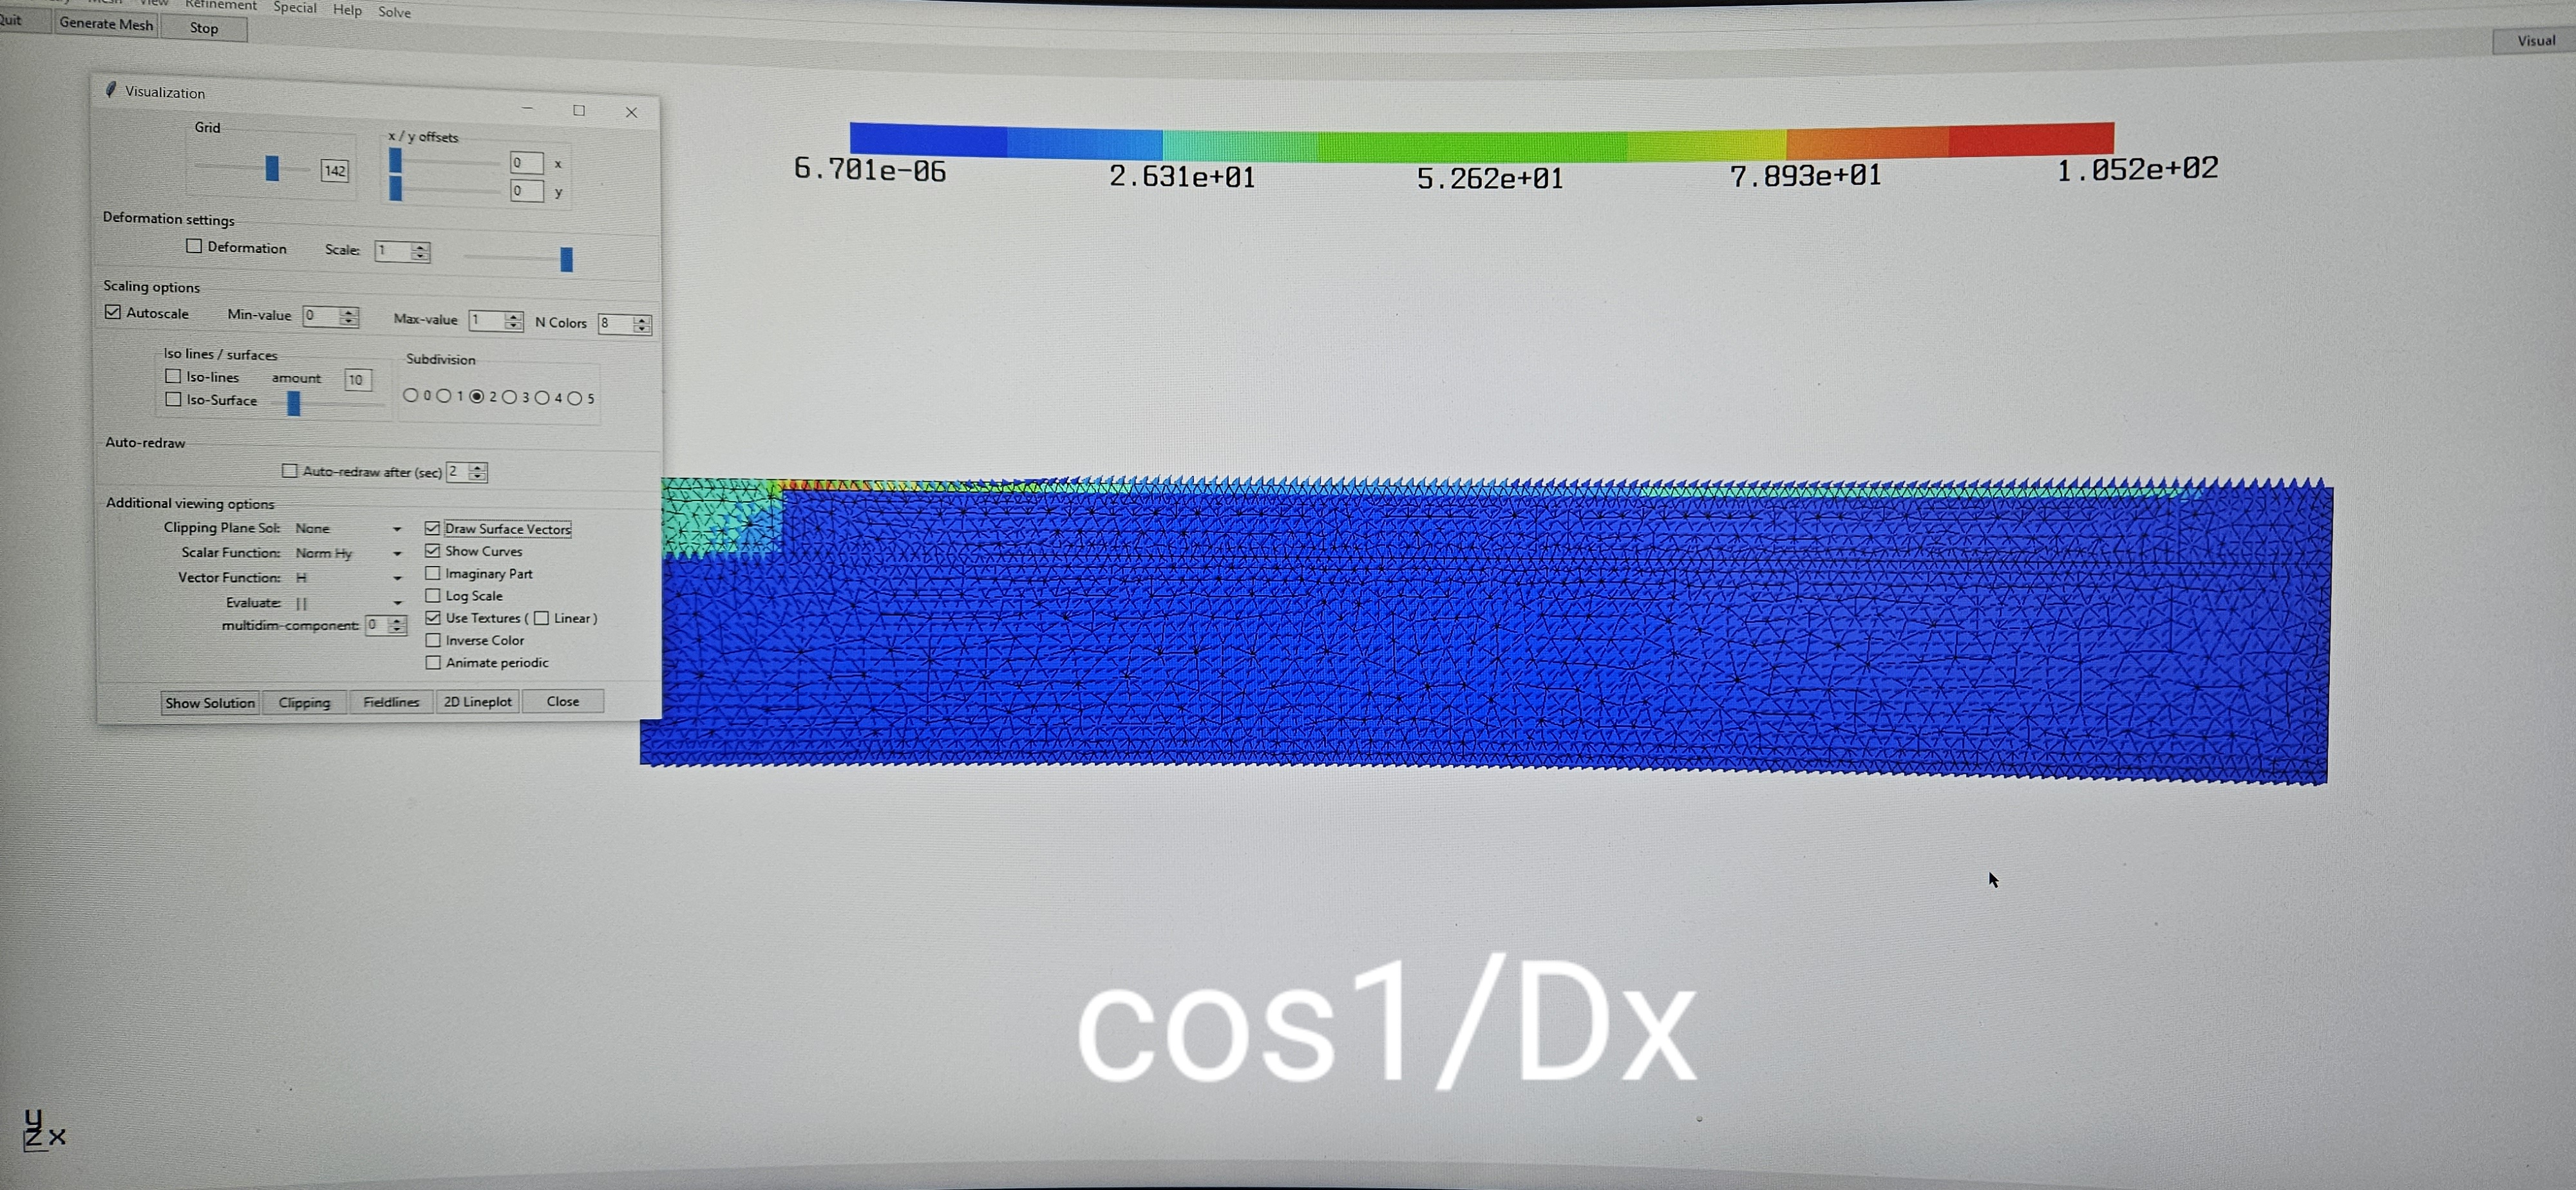 View Refinement Special Help Solve
Quit Generate Mesh Stop
Visual
Visualization
Grid
142
x / y offsets
0 x
0 y
Deformation settings
Deformation Scale: 1
Scaling options
Autoscale Min-value 0 Max-value 1 N Colors 8
Iso lines / surfaces
Iso-lines amount 10
Iso-Surface
Subdivision
0 1 2 3 4 5
Auto-redraw
Auto-redraw after (sec) 2
Additional viewing options
Clipping Plane Sol: None
Scalar Function: Norm Hy
Vector Function: H
Evaluate: ||
multidim-component: 0
Draw Surface Vectors
Show Curves
Imaginary Part
Log Scale
Use Textures ( Linear )
Inverse Color
Animate periodic
Show Solution Clipping Fieldlines 2D Lineplot Close
6.701e-06 2.631e+01 5.262e+01 7.893e+01 1.052e+02
cos1/Dx
y
z x